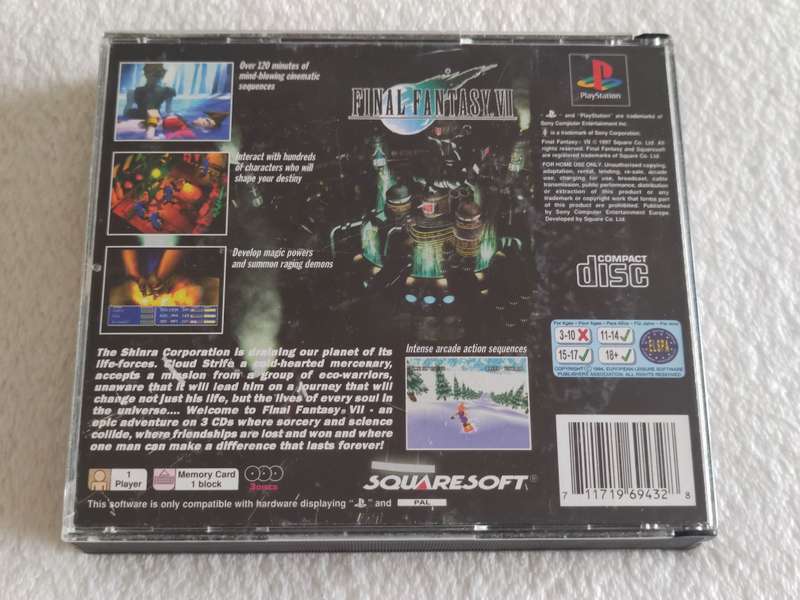 Over 120 minutes of
mind-blowing cinematic
sequences
FINAL FANTASY VII
PlayStation
Interact with hundreds
of characters who will
shape your destiny
Develop magic powers
and summon raging demons
and "PlayStation" are trademarks of
Sony Computer Entertainment Inc.
is a trademark of Sony Corporation.
Final Fantasy VII © 1997 Square Co. Ltd. All
rights reserved. Final Fantasy and Squaresoft
are registered trademarks of Square Co. Ltd.
FOR HOME USE ONLY. Unauthorised copying,
adaptation, rental, lending, re-sale, arcade
use, charging for use, broadcast, cable
transmission, public performance, distribution
or extraction of this product or any
trademark or copyright work that forms part
of this product are prohibited. Published
by Sony Computer Entertainment Europe.
Developed by Square Co. Ltd.
COMPACT
disc
3-10 11-14
15-17 18+
ELSPA
COPYRIGHT © 1994, EUROPEAN LEISURE SOFTWARE
PUBLISHERS ASSOCIATION. ALL RIGHTS RESERVED
The Shinra Corporation is draining our planet of its
life-forces. Cloud Strife a cold-hearted mercenary,
accepts a mission from a group of eco-warriors,
unaware that it will lead him on a journey that will
change not just his life, but the lives of every soul in
the universe.... Welcome to Final Fantasy® VII - an
epic adventure on 3 CDs where sorcery and science
collide, where friendships are lost and won and where
one man can make a difference that lasts forever!
Intense arcade action sequences
1
Player
Memory Card
1 block
3DISCS
SQUARESOFT®
This software is only compatible with hardware displaying "" and PAL
7 11719 69432 8